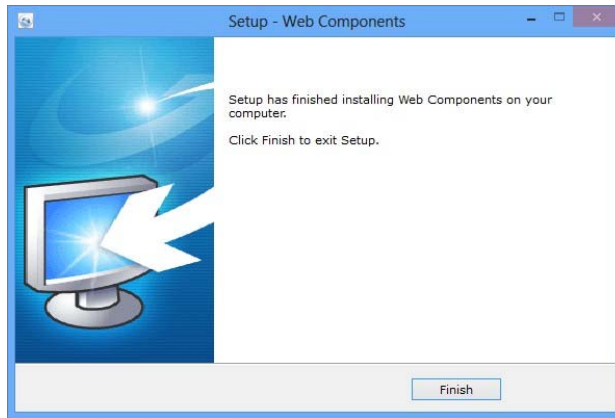 Setup - Web Components
Setup has finished installing Web Components on your
computer.
Click Finish to exit Setup.
Finish